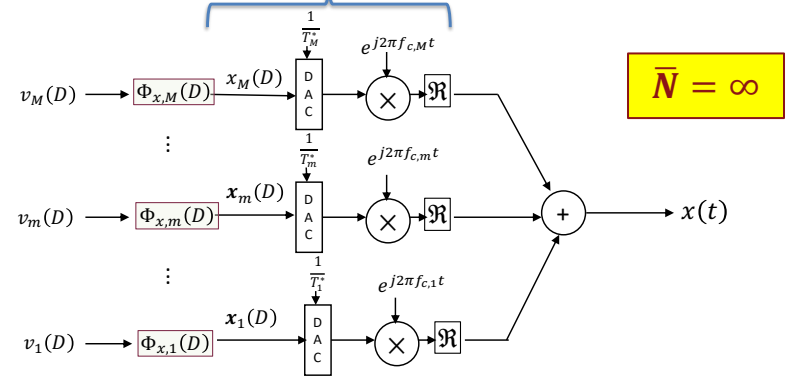 1/T*_M
e^{j2πf_{c,M}t}
N̄ = ∞
v_M(D) Φ_{x,M}(D) x_M(D) D A C × ℜ
⋮
1/T*_m
e^{j2πf_{c,m}t}
v_m(D) Φ_{x,m}(D) 𝒙_m(D) D A C × ℜ + x(t)
⋮
1/T*_1
e^{j2πf_{c,1}t}
v_1(D) Φ_{x,1}(D) 𝒙_1(D) D A C × ℜ